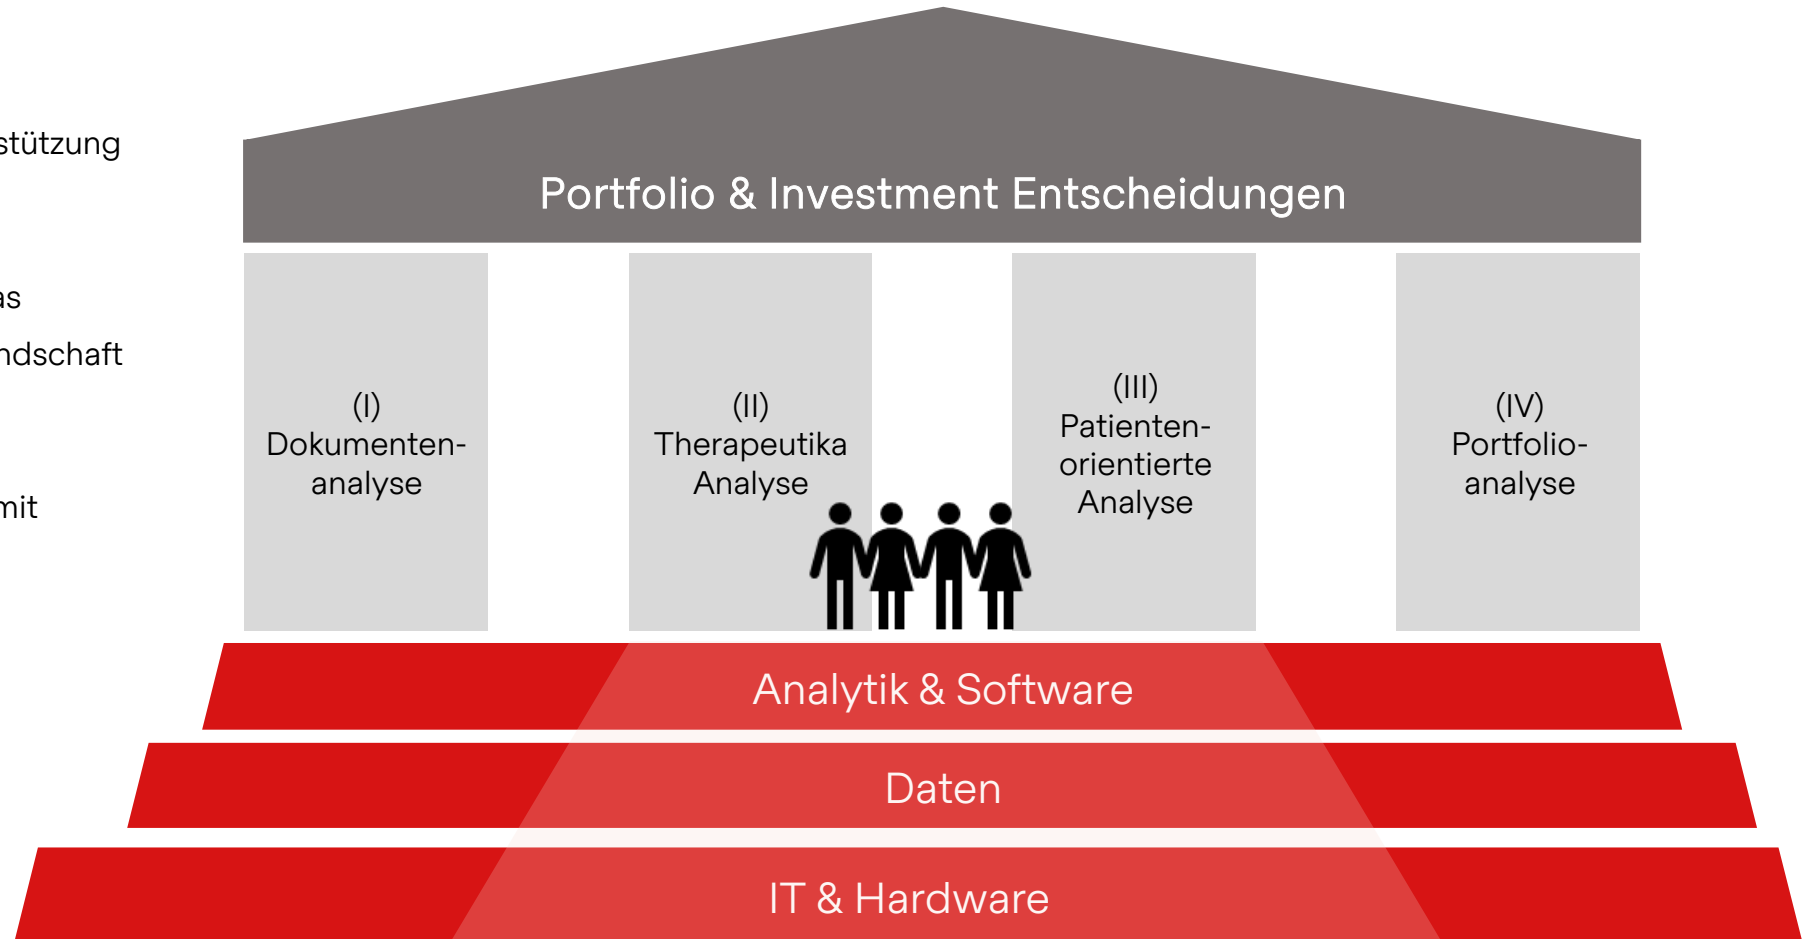 stützung
as
ndschaft
mit
Portfolio & Investment Entscheidungen
(I)
Dokumenten-
analyse
(II)
Therapeutika
Analyse
(III)
Patienten-
orientierte
Analyse
(IV)
Portfolio-
analyse
Analytik & Software
Daten
IT & Hardware